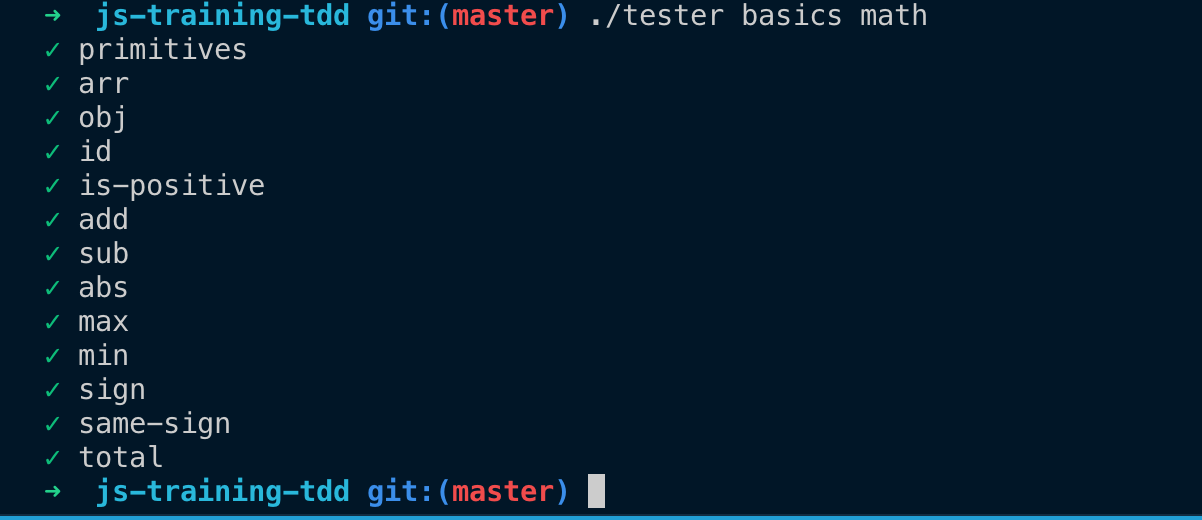 ➜  js-training-tdd git:(master) ./tester basics math
✓ primitives
✓ arr
✓ obj
✓ id
✓ is-positive
✓ add
✓ sub
✓ abs
✓ max
✓ min
✓ sign
✓ same-sign
✓ total
➜  js-training-tdd git:(master)